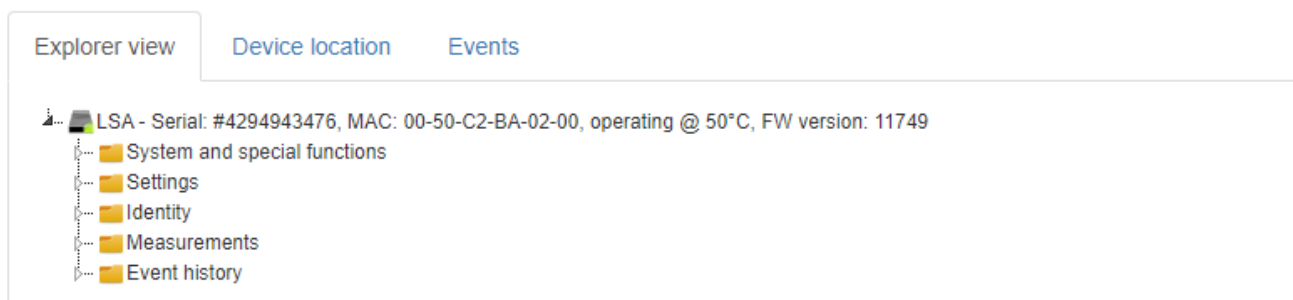 Explorer view Device location Events
LSA - Serial: #4294943476, MAC: 00-50-C2-BA-02-00, operating @ 50°C, FW version: 11749
System and special functions
Settings
Identity
Measurements
Event history